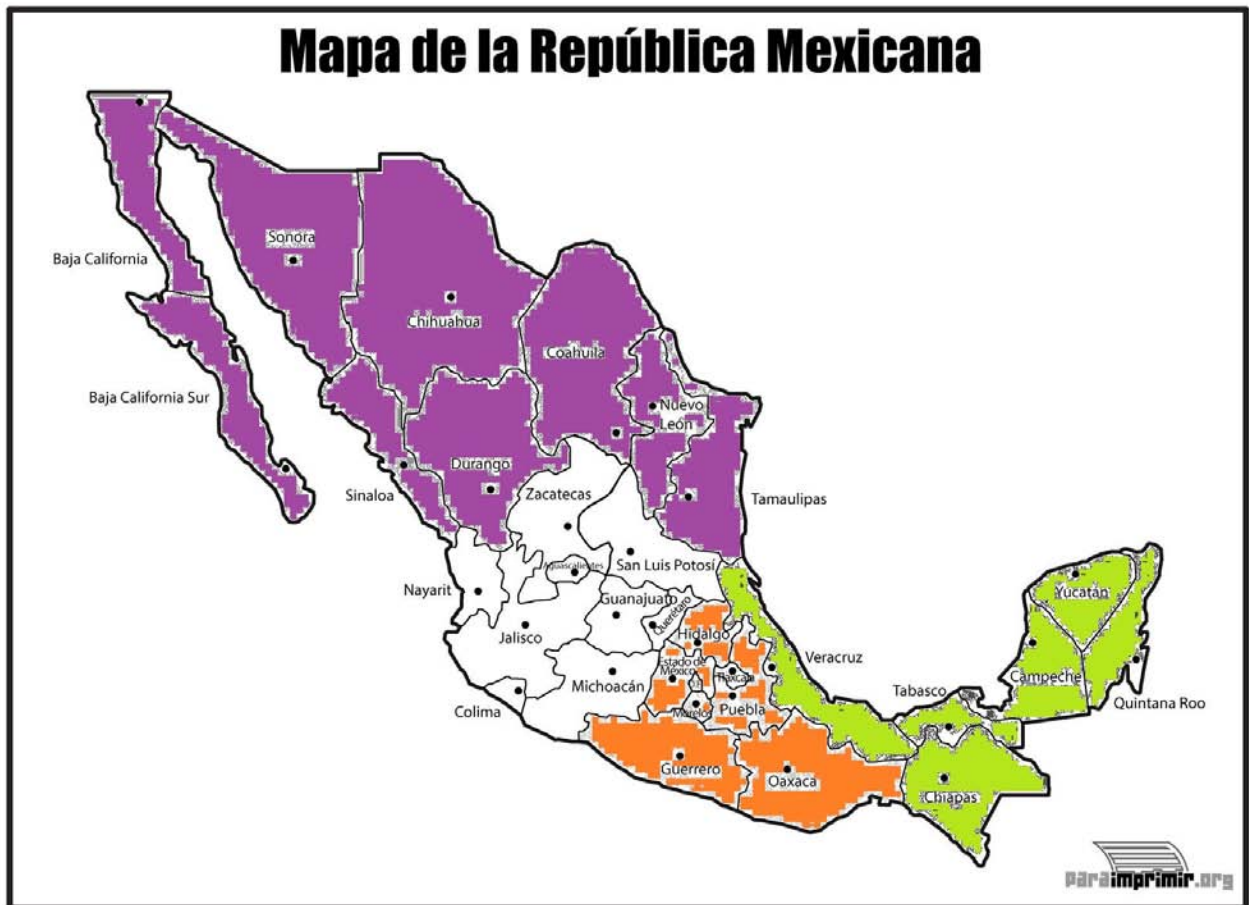 Mapa de la República Mexicana
Baja California
Sonora
Chihuahua
Coahuila
Baja California Sur
Nuevo
León
Sinaloa
Durango
Zacatecas
Tamaulipas
Nayarit
Aguascalientes
San Luis Potosí
Guanajuato
Querétaro
Jalisco
Hidalgo
Yucatán
Estado de
México
Tlaxcala
Veracruz
Michoacán
Campeche
Colima
Morelos
Puebla
Tabasco
Quintana Roo
Guerrero
Oaxaca
Chiapas
paraimprimir.org